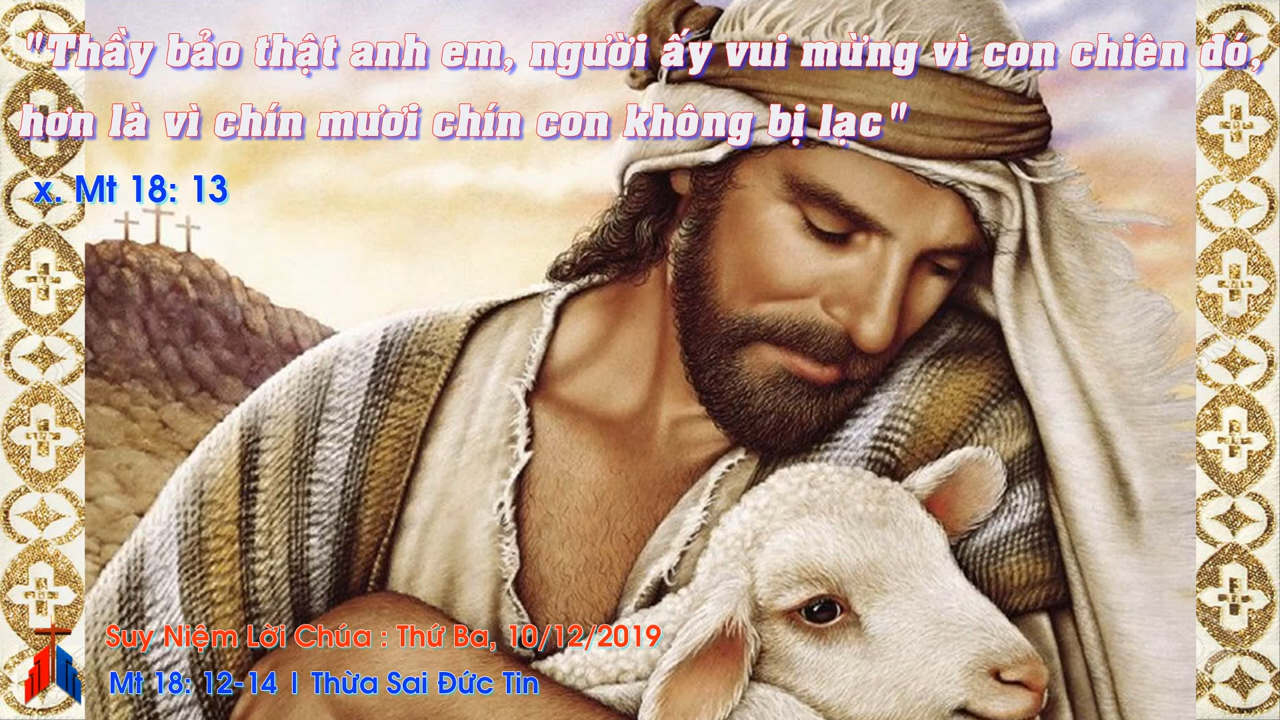 "Thầy bảo thật anh em, người ấy vui mừng vì con chiên đó,
hơn là vì chín mươi chín con không bị lạc"
x. Mt 18: 13
Suy Niệm Lời Chúa : Thứ Ba, 10/12/2019
Mt 18: 12-14 | Thừa Sai Đức Tin